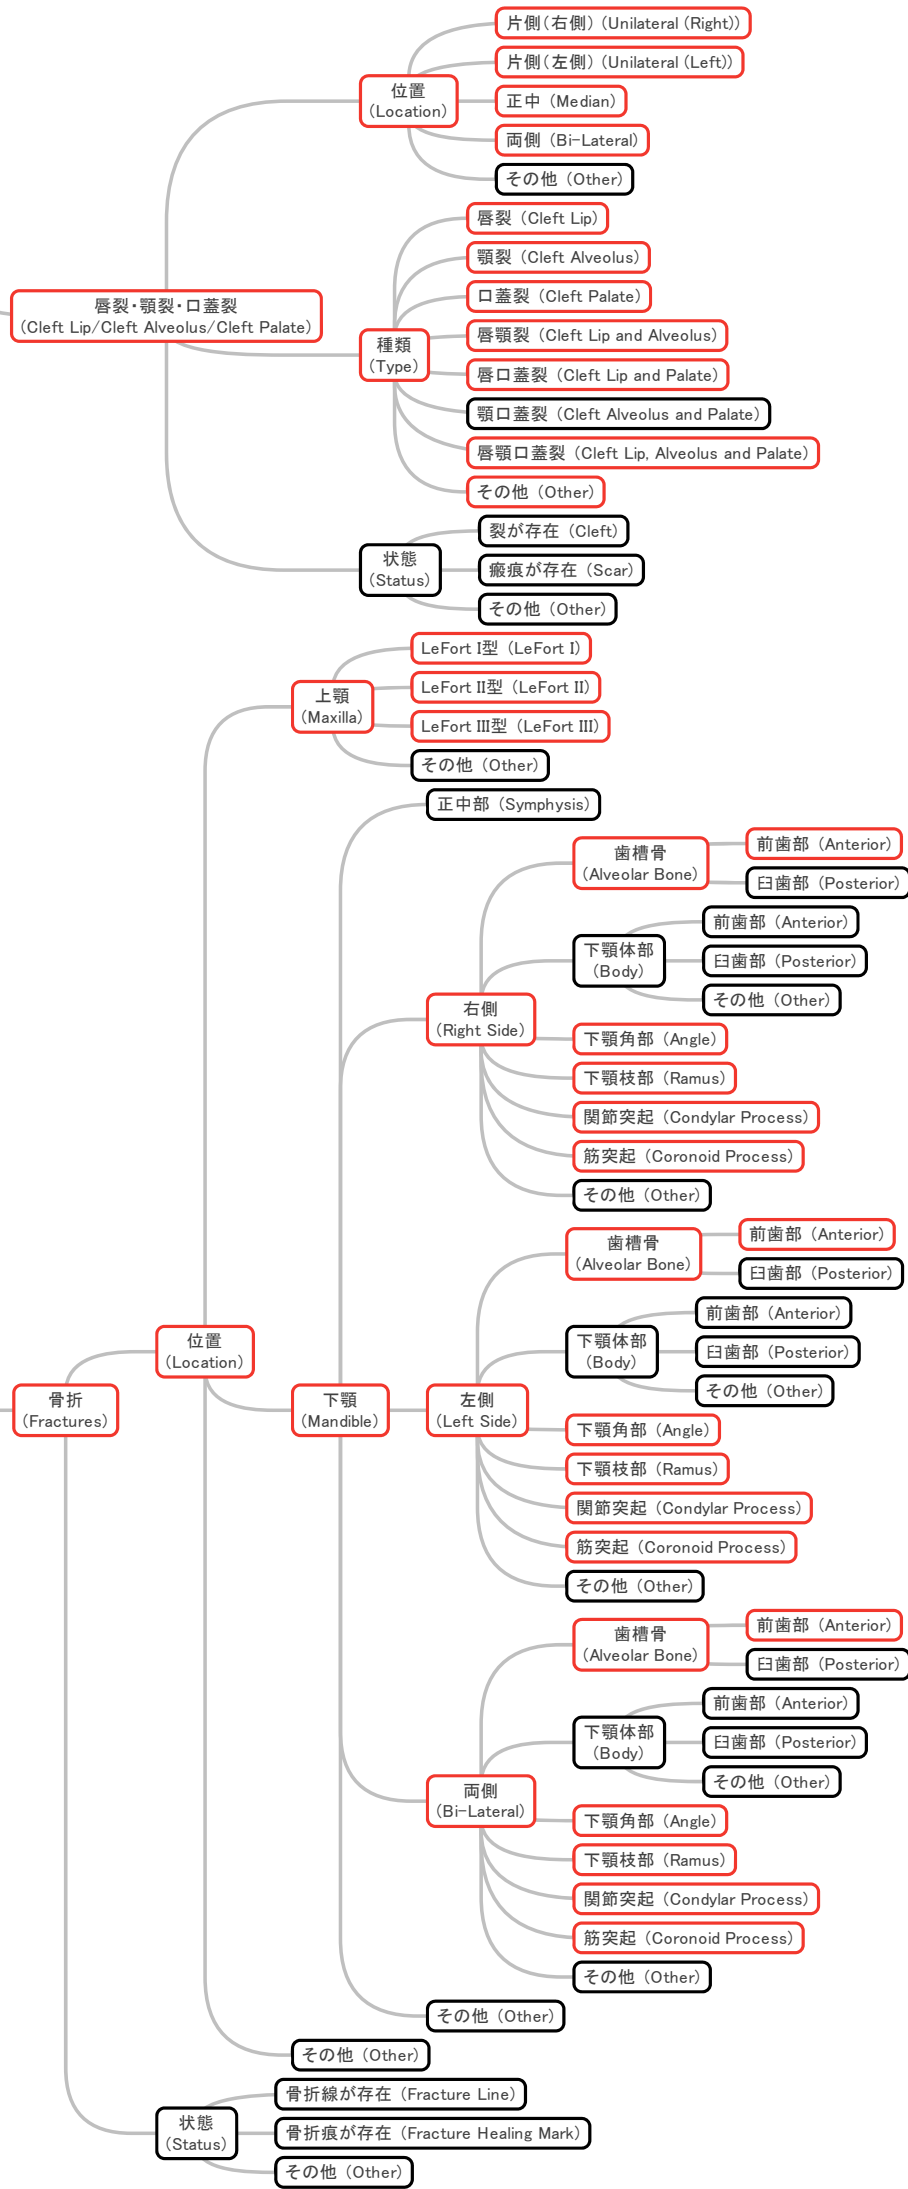 片側（右側）（Unilateral (Right)）
片側（左側）（Unilateral (Left)）
位置
（Location）
正中（Median）
両側（Bi-Lateral）
その他（Other）
唇裂（Cleft Lip）
顎裂（Cleft Alveolus）
口蓋裂（Cleft Palate）
唇裂・顎裂・口蓋裂
（Cleft Lip/Cleft Alveolus/Cleft Palate）
唇顎裂（Cleft Lip and Alveolus）
種類
（Type）
唇口蓋裂（Cleft Lip and Palate）
顎口蓋裂（Cleft Alveolus and Palate）
唇顎口蓋裂（Cleft Lip, Alveolus and Palate）
その他（Other）
裂が存在（Cleft）
状態
（Status）
瘢痕が存在（Scar）
その他（Other）
LeFort I型（LeFort I）
上顎
（Maxilla）
LeFort II型（LeFort II）
LeFort III型（LeFort III）
その他（Other）
正中部（Symphysis）
歯槽骨
（Alveolar Bone）
前歯部（Anterior）
臼歯部（Posterior）
前歯部（Anterior）
下顎体部
（Body）
臼歯部（Posterior）
その他（Other）
右側
（Right Side）
下顎角部（Angle）
下顎枝部（Ramus）
関節突起（Condylar Process）
筋突起（Coronoid Process）
その他（Other）
歯槽骨
（Alveolar Bone）
前歯部（Anterior）
臼歯部（Posterior）
前歯部（Anterior）
下顎体部
（Body）
臼歯部（Posterior）
その他（Other）
位置
（Location）
骨折
（Fractures）
下顎
（Mandible）
左側
（Left Side）
下顎角部（Angle）
下顎枝部（Ramus）
関節突起（Condylar Process）
筋突起（Coronoid Process）
その他（Other）
歯槽骨
（Alveolar Bone）
前歯部（Anterior）
臼歯部（Posterior）
前歯部（Anterior）
下顎体部
（Body）
臼歯部（Posterior）
その他（Other）
両側
（Bi-Lateral）
下顎角部（Angle）
下顎枝部（Ramus）
関節突起（Condylar Process）
筋突起（Coronoid Process）
その他（Other）
その他（Other）
その他（Other）
骨折線が存在（Fracture Line）
状態
（Status）
骨折痕が存在（Fracture Healing Mark）
その他（Other）